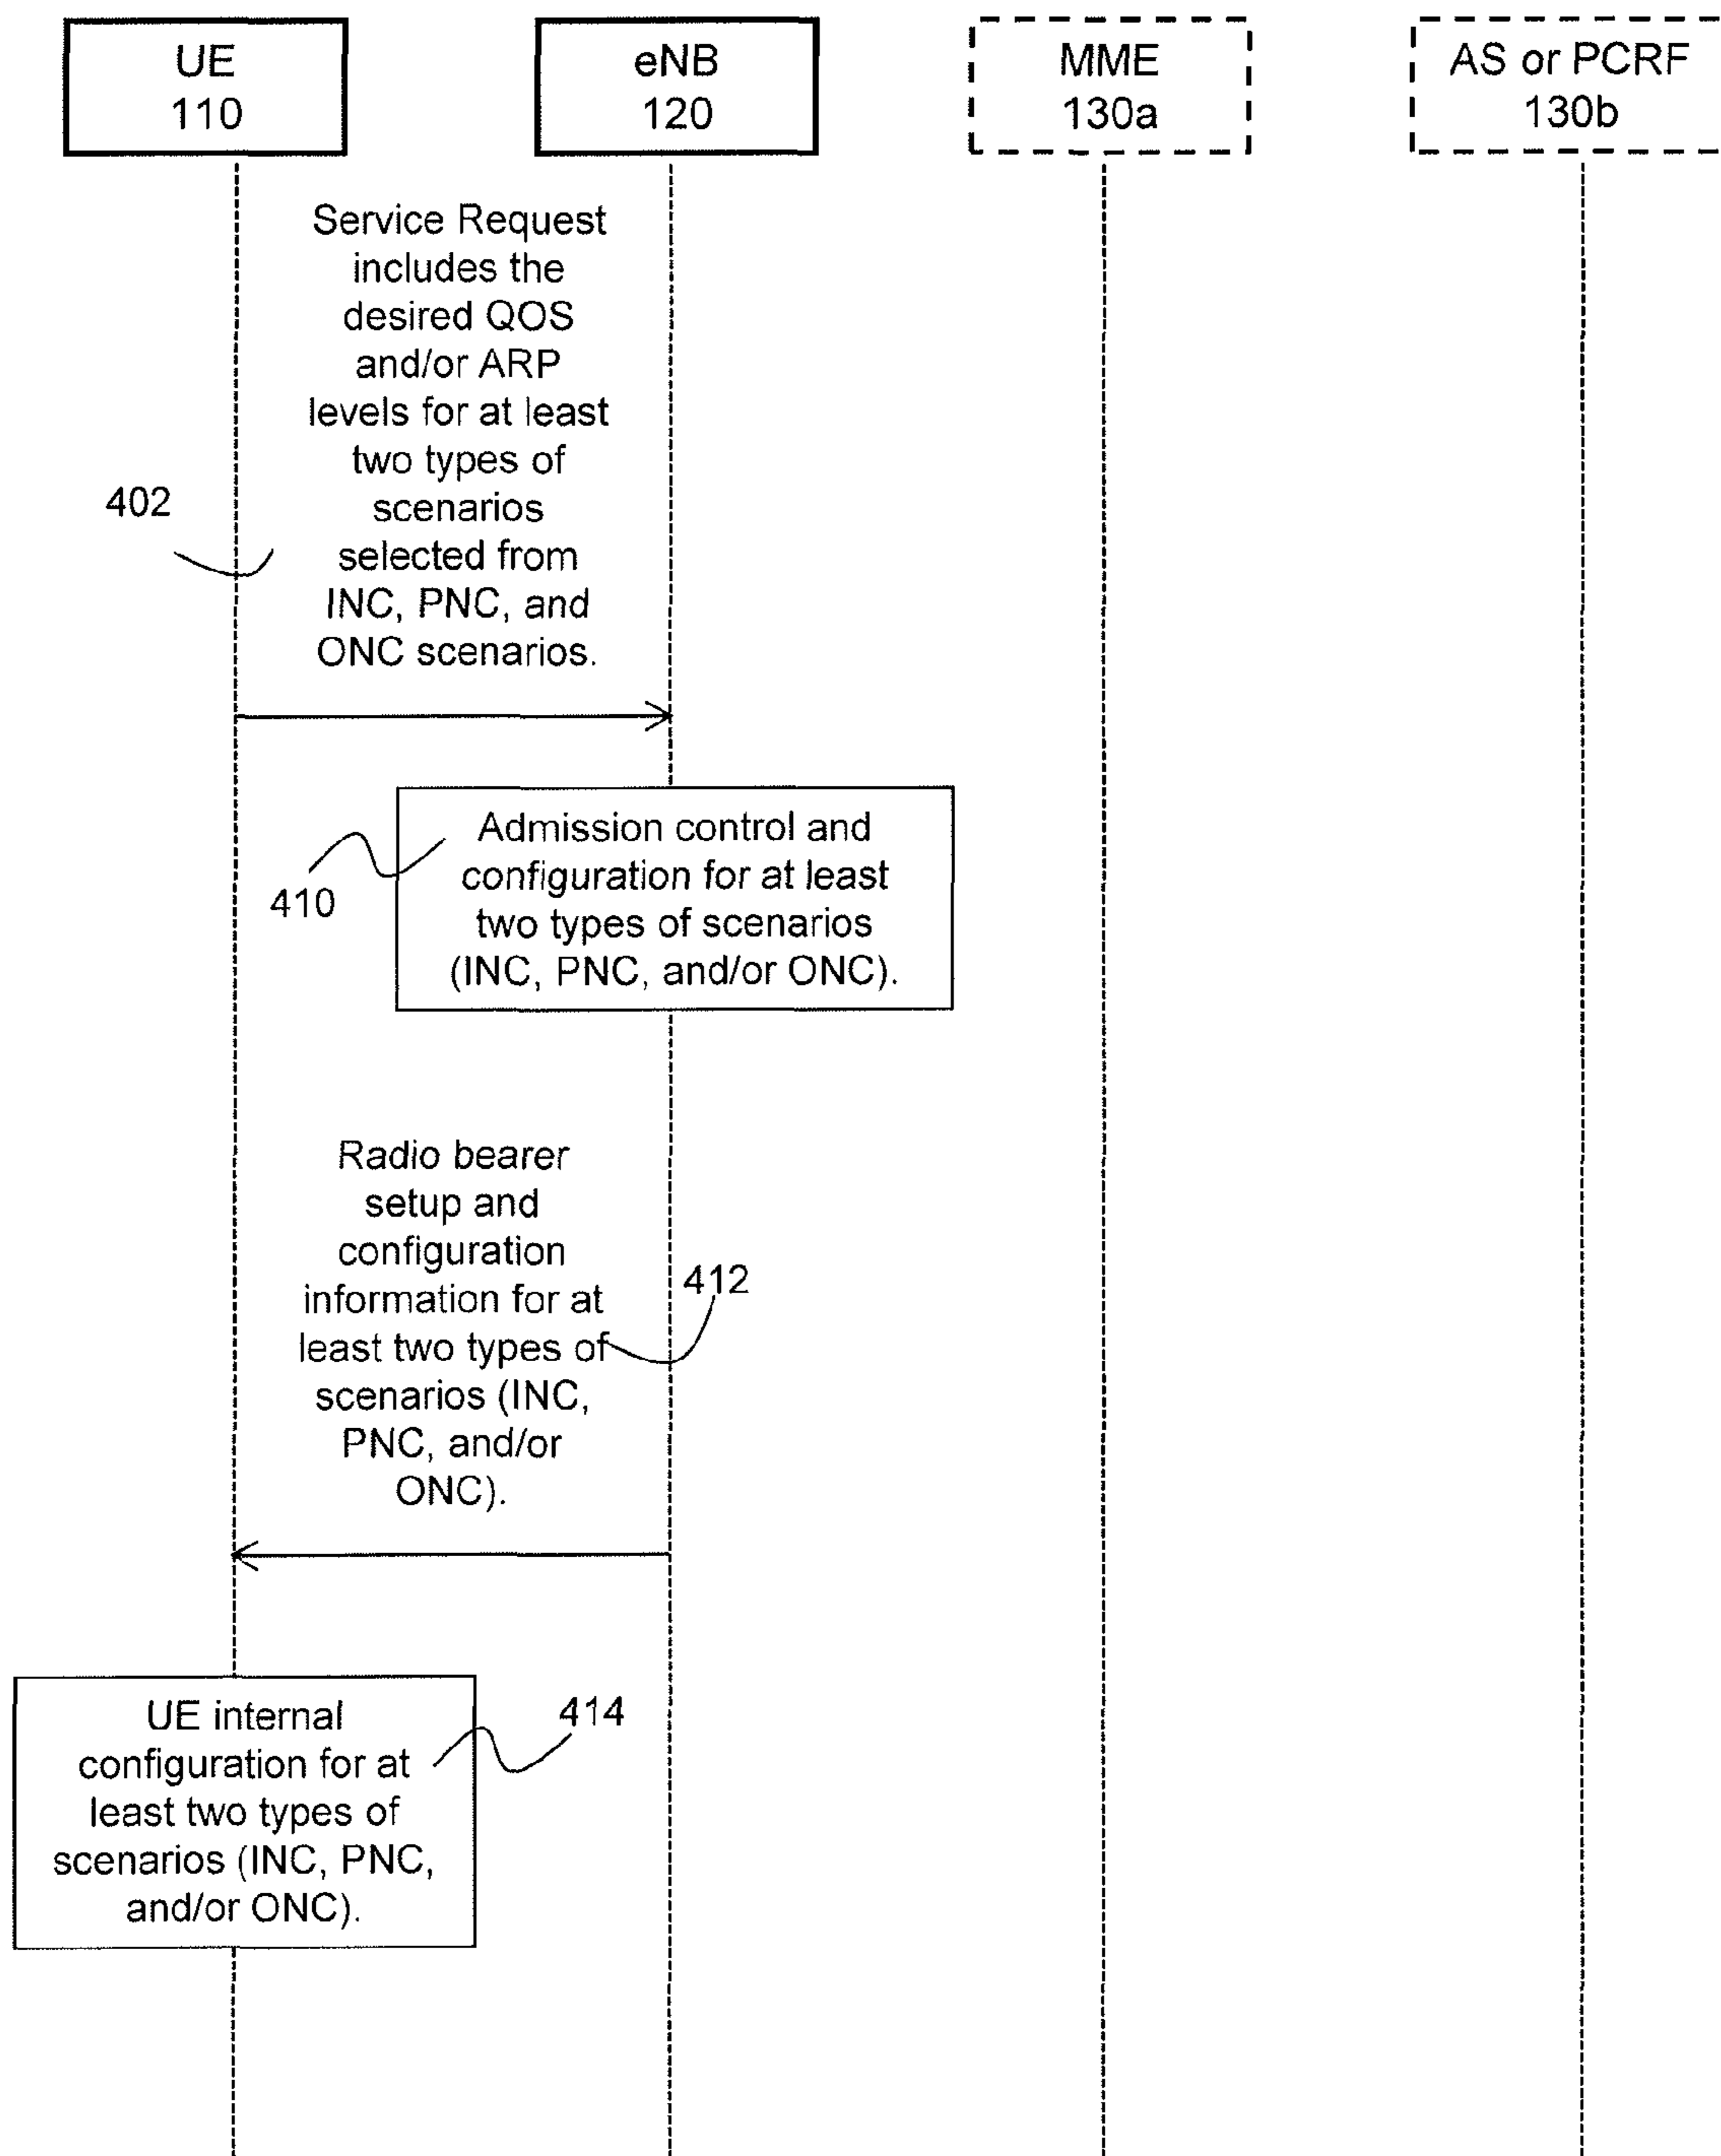 UE
110
eNB
120
MME
130a
AS or PCRF
130b
Service Request
includes the
desired QOS
and/or ARP
levels for at least
two types of
scenarios
selected from
INC, PNC, and
ONC scenarios.
402
Admission control and
configuration for at least
two types of scenarios
(INC, PNC, and/or ONC).
410
Radio bearer
setup and
configuration
information for at
least two types of
scenarios (INC,
PNC, and/or
ONC).
412
UE internal
configuration for at
least two types of
scenarios (INC, PNC,
and/or ONC).
414